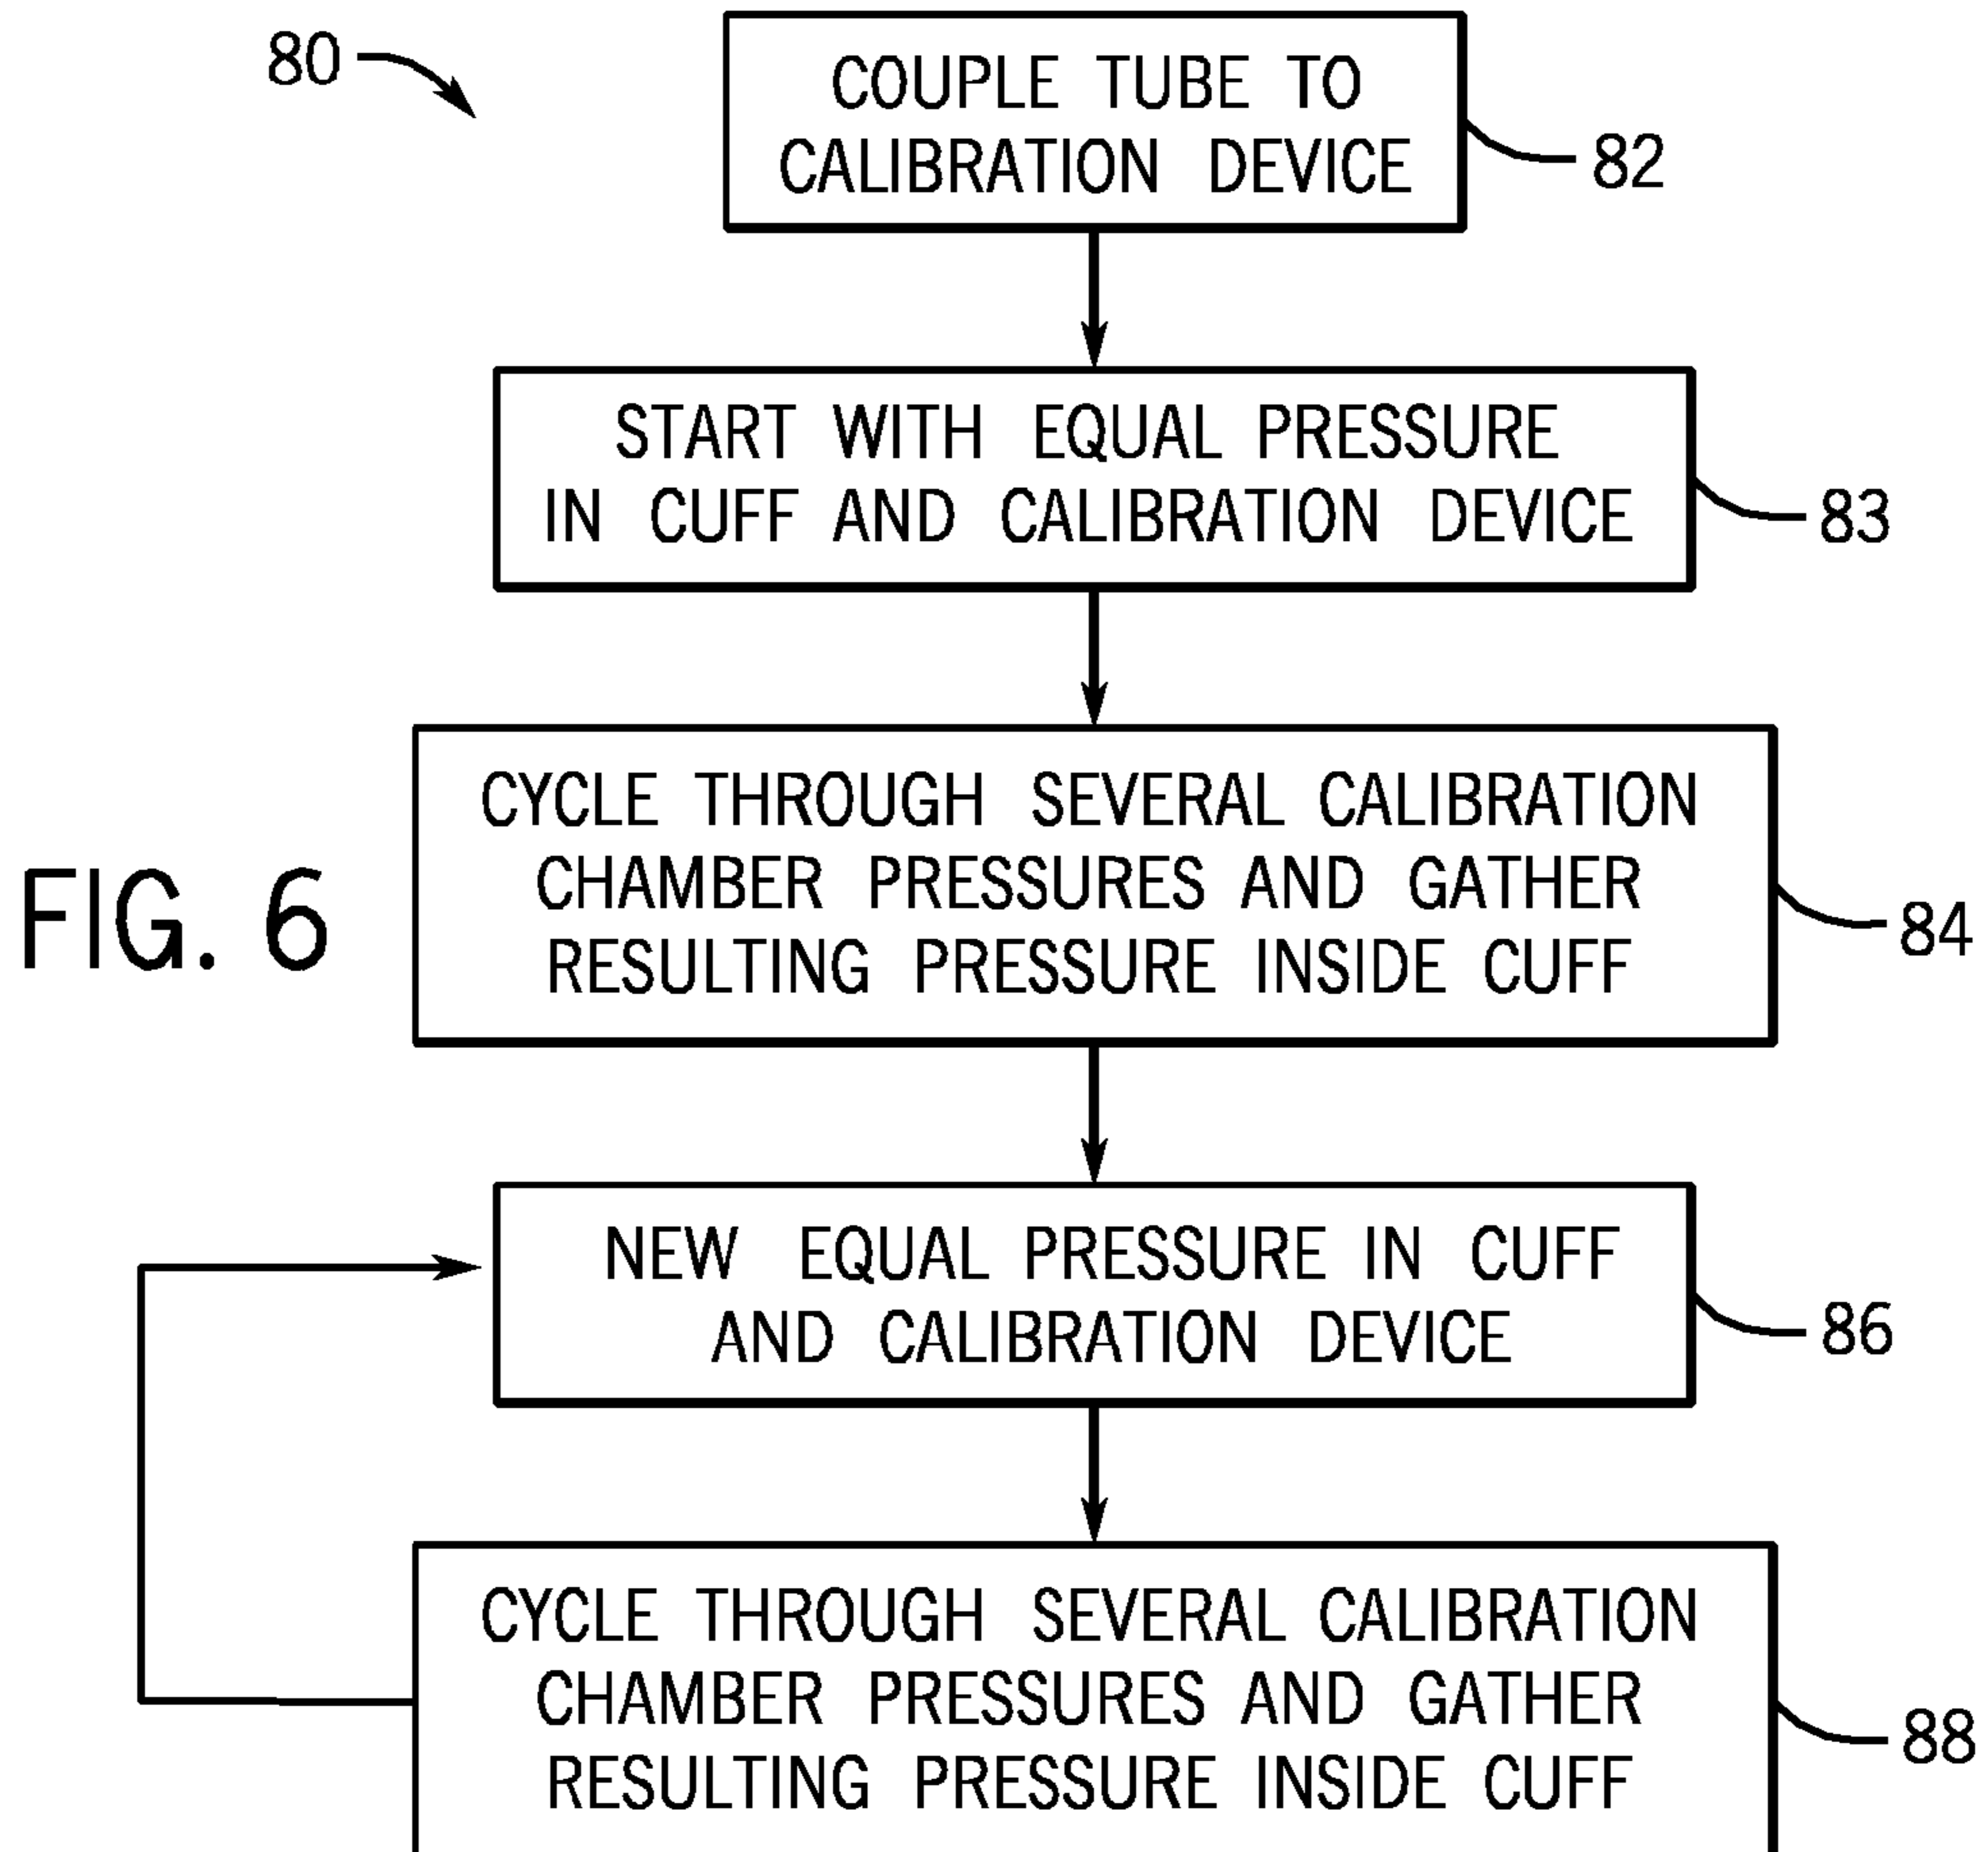 80
COUPLE TUBE TO
CALIBRATION DEVICE
82
START WITH EQUAL PRESSURE
IN CUFF AND CALIBRATION DEVICE
83
CYCLE THROUGH SEVERAL CALIBRATION
CHAMBER PRESSURES AND GATHER
RESULTING PRESSURE INSIDE CUFF
84
FIG. 6
NEW EQUAL PRESSURE IN CUFF
AND CALIBRATION DEVICE
86
CYCLE THROUGH SEVERAL CALIBRATION
CHAMBER PRESSURES AND GATHER
RESULTING PRESSURE INSIDE CUFF
88